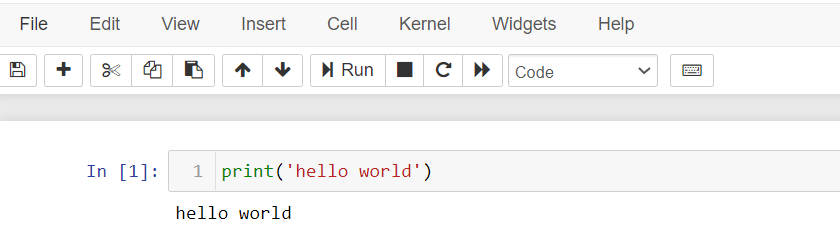 File Edit View Insert Cell Kernel Widgets Help
Run Code
In [1]: 1 print('hello world')
hello world